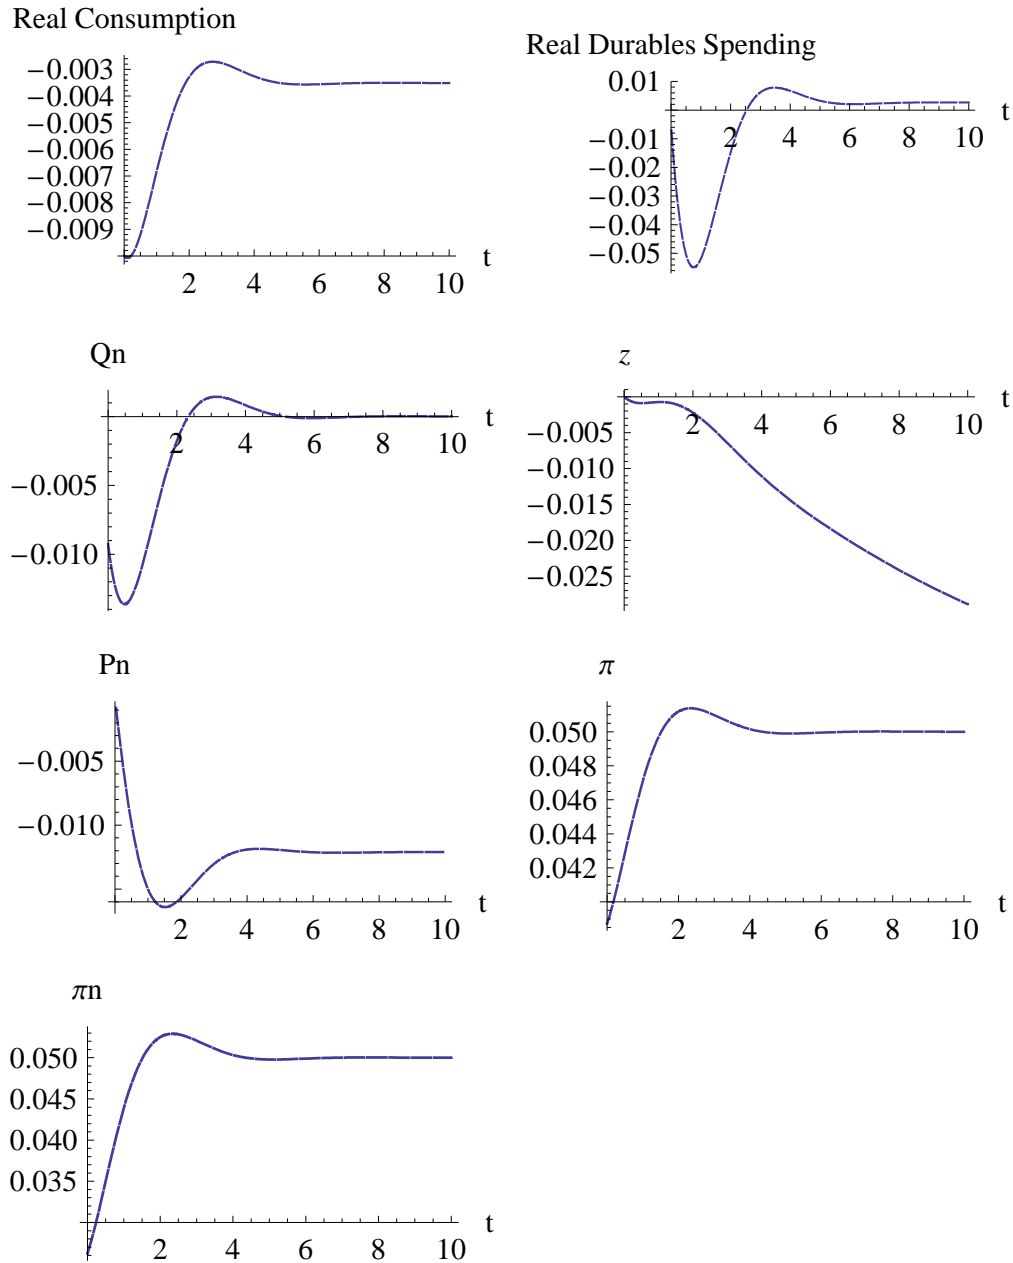 Real Consumption
−0.003
−0.004
−0.005
−0.006
−0.007
−0.008
−0.009
2 4 6 8 10 t
Real Durables Spending
0.01
−0.01
−0.02
−0.03
−0.04
−0.05
2 4 6 8 10 t
Qn
−0.005
−0.010
2 4 6 8 10 t
z
−0.005
−0.010
−0.015
−0.020
−0.025
2 4 6 8 10 t
Pn
−0.005
−0.010
2 4 6 8 10 t
π
0.050
0.048
0.046
0.044
0.042
2 4 6 8 10 t
πn
0.050
0.045
0.040
0.035
2 4 6 8 10 t